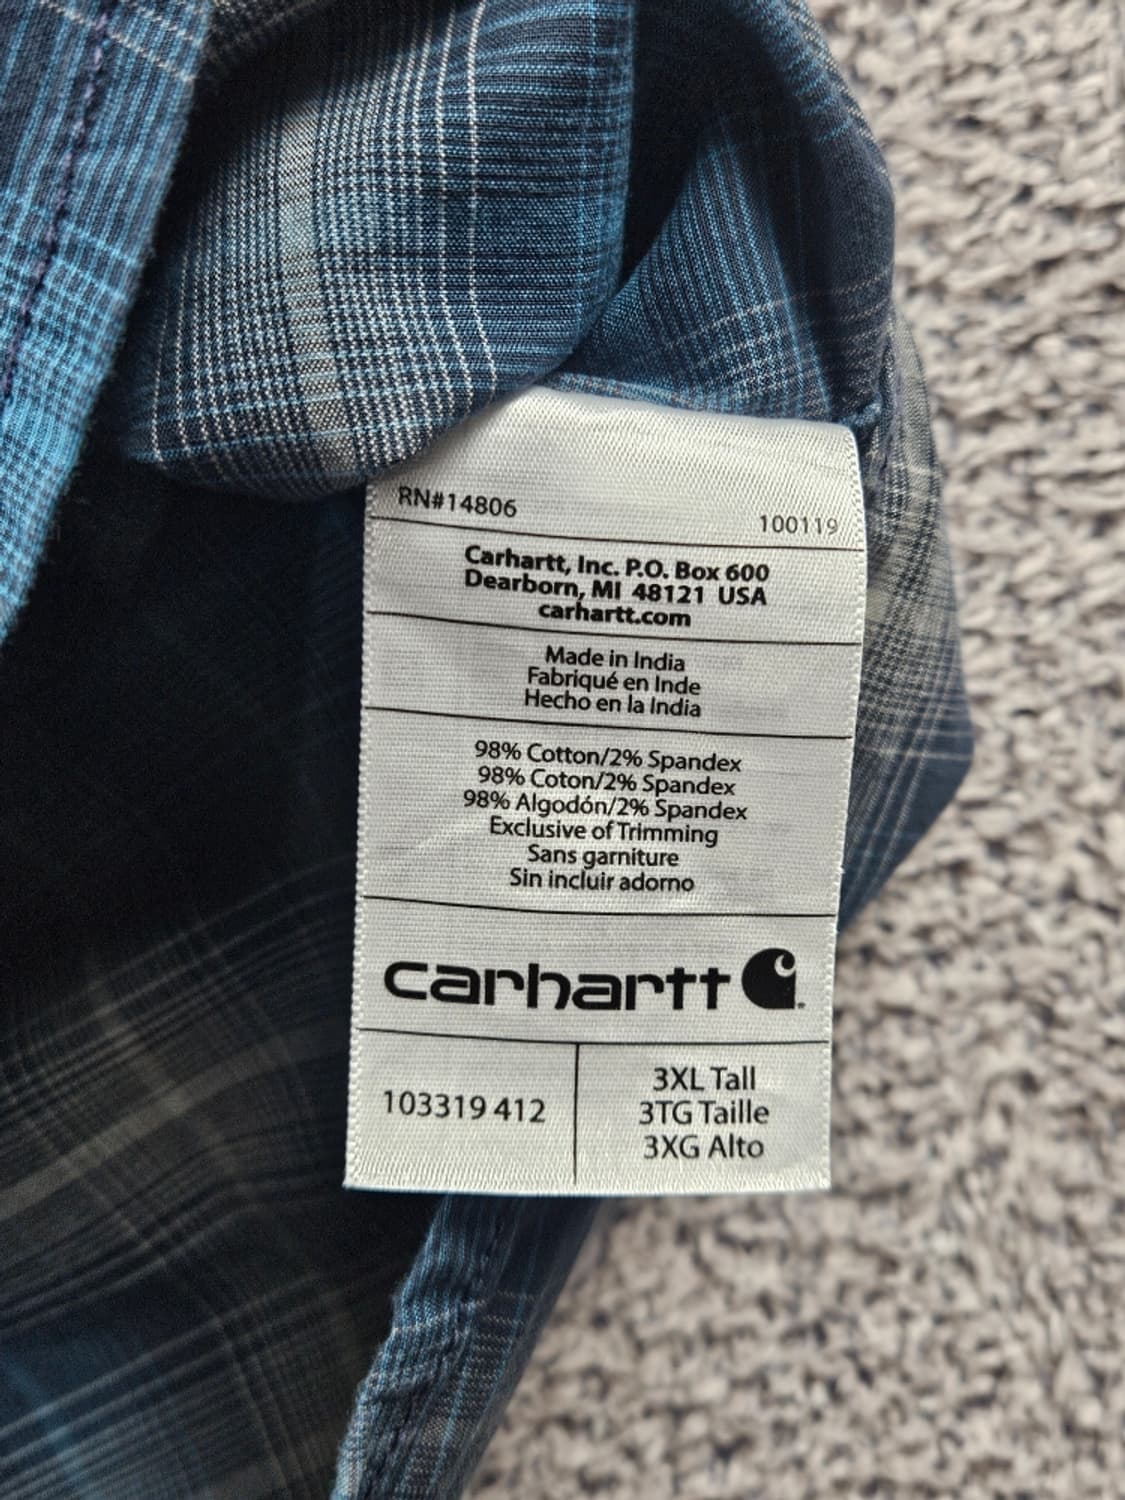 RN#14806
100119
Carhartt, Inc. P.O. Box 600
Dearborn, MI 48121 USA
carhartt.com
Made in India
Fabriqué en Inde
Hecho en la India
98% Cotton/2% Spandex
98% Coton/2% Spandex
98% Algodón/2% Spandex
Exclusive of Trimming
Sans garniture
Sin incluir adorno
carhartt
103319 412
3XL Tall
3TG Taille
3XG Alto